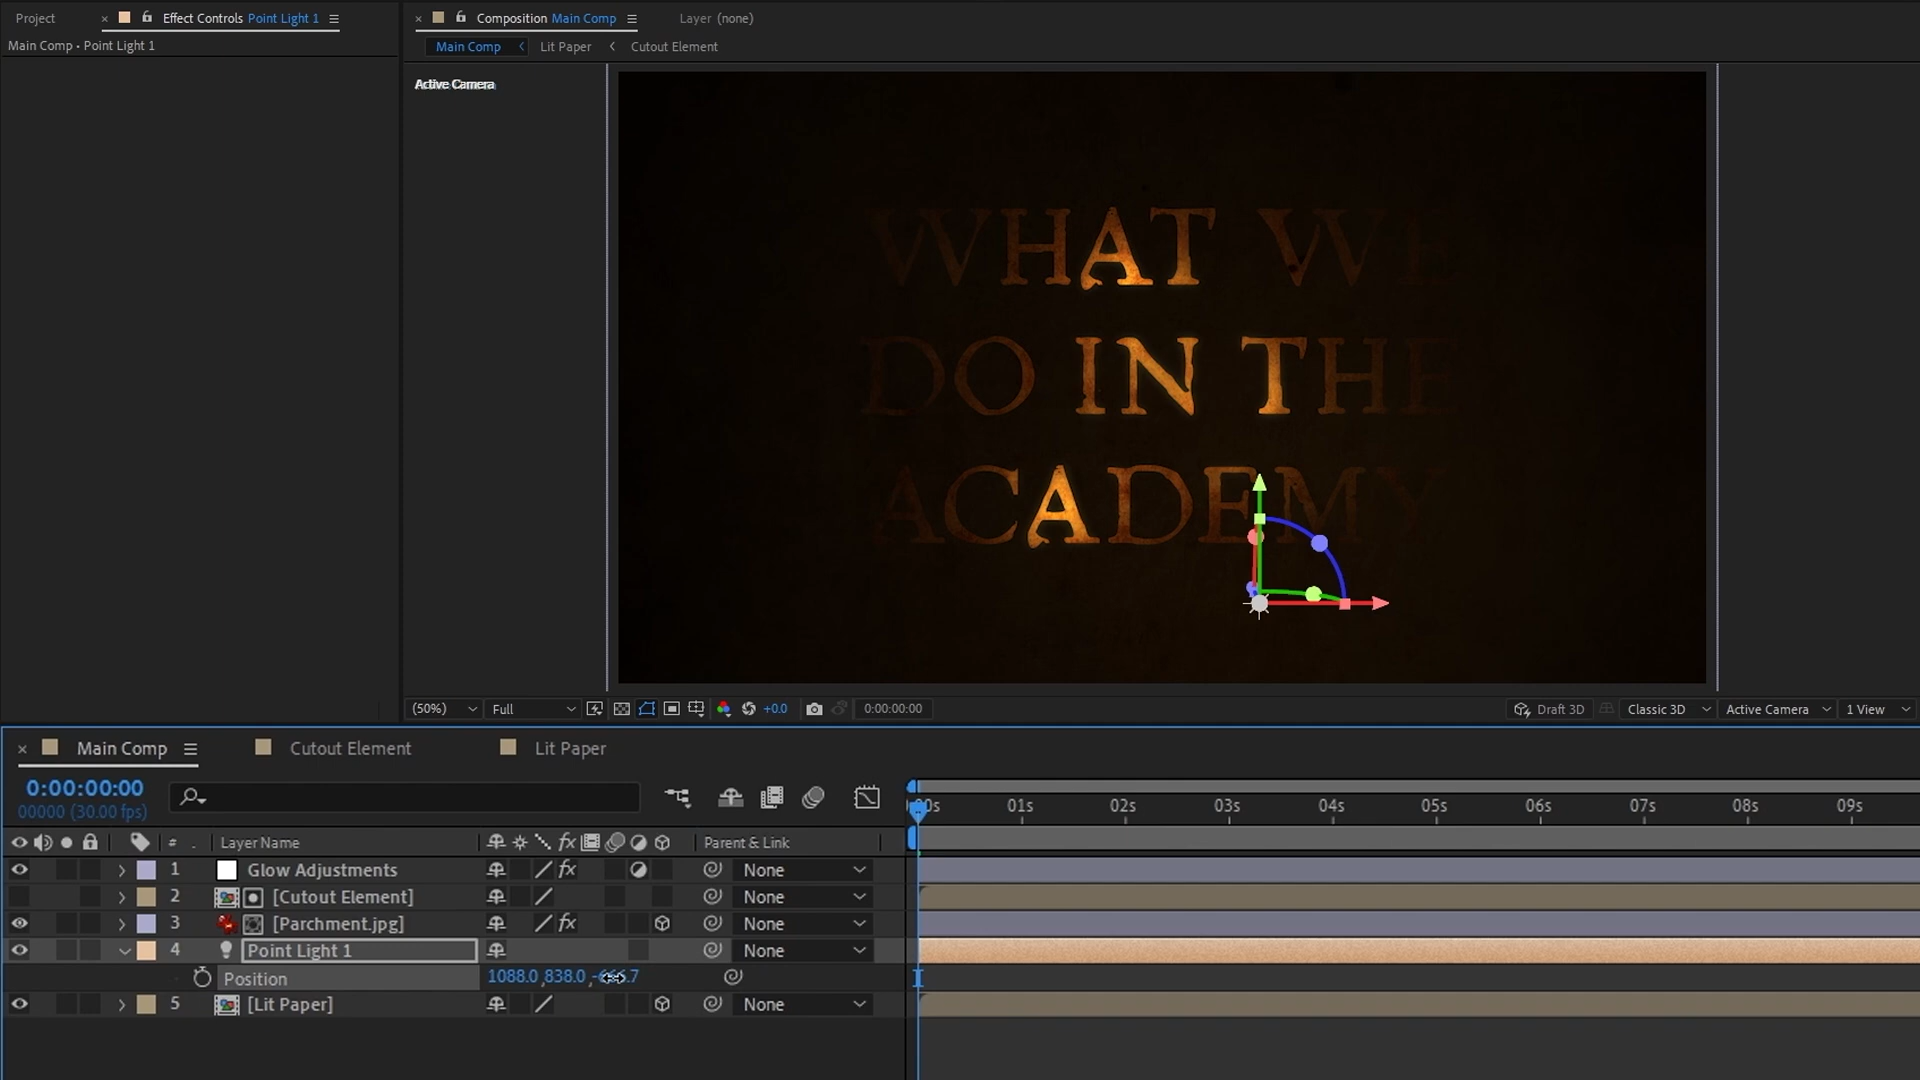 Project
Effect Controls Point Light 1
Main Comp • Point Light 1
Composition Main Comp
Layer (none)
Main Comp
Lit Paper
Cutout Element
Active Camera
WHAT WE
DO IN THE
ACADEMY
(50%)
Full
+0.0
0:00:00:00
Draft 3D
Classic 3D
Active Camera
1 View
Main Comp
Cutout Element
Lit Paper
0:00:00:00
00000 (30.00 fps)
00s 01s 02s 03s 04s 05s 06s 07s 08s 09s
# . Layer Name
fx
Parent & Link
1 Glow Adjustments fx None
2 [Cutout Element] None
3 [Parchment.jpg] fx None
4 Point Light 1 None
Position 1088.0,838.0,
5 [Lit Paper] None